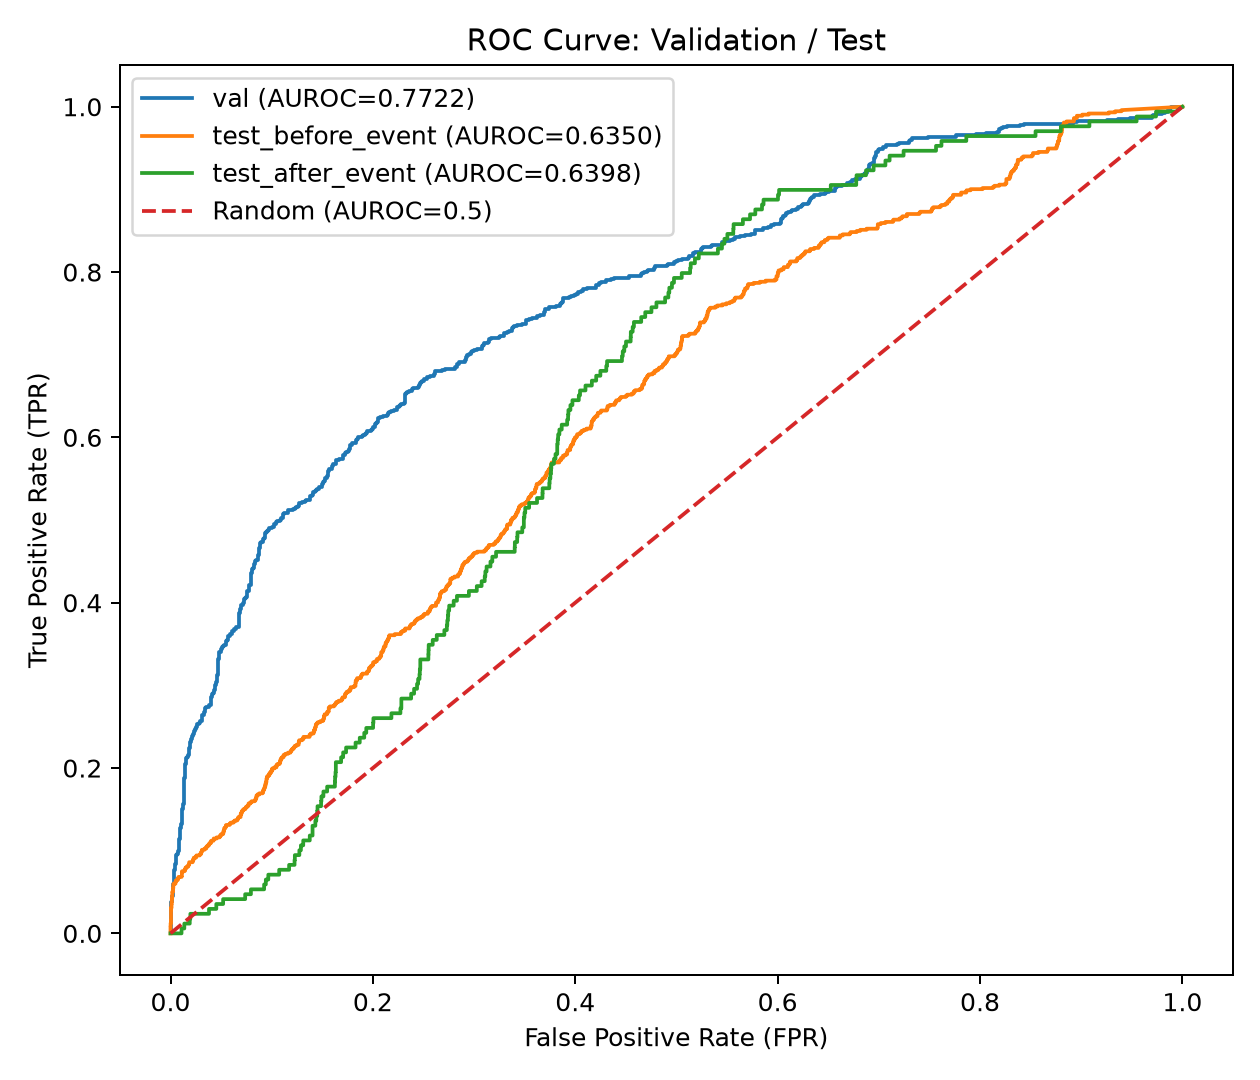 ROC Curve: Validation / Test
val (AUROC=0.7722)
test_before_event (AUROC=0.6350)
test_after_event (AUROC=0.6398)
Random (AUROC=0.5)
1.0
0.8
0.6
0.4
0.2
0.0
True Positive Rate (TPR)
0.0 0.2 0.4 0.6 0.8 1.0
False Positive Rate (FPR)